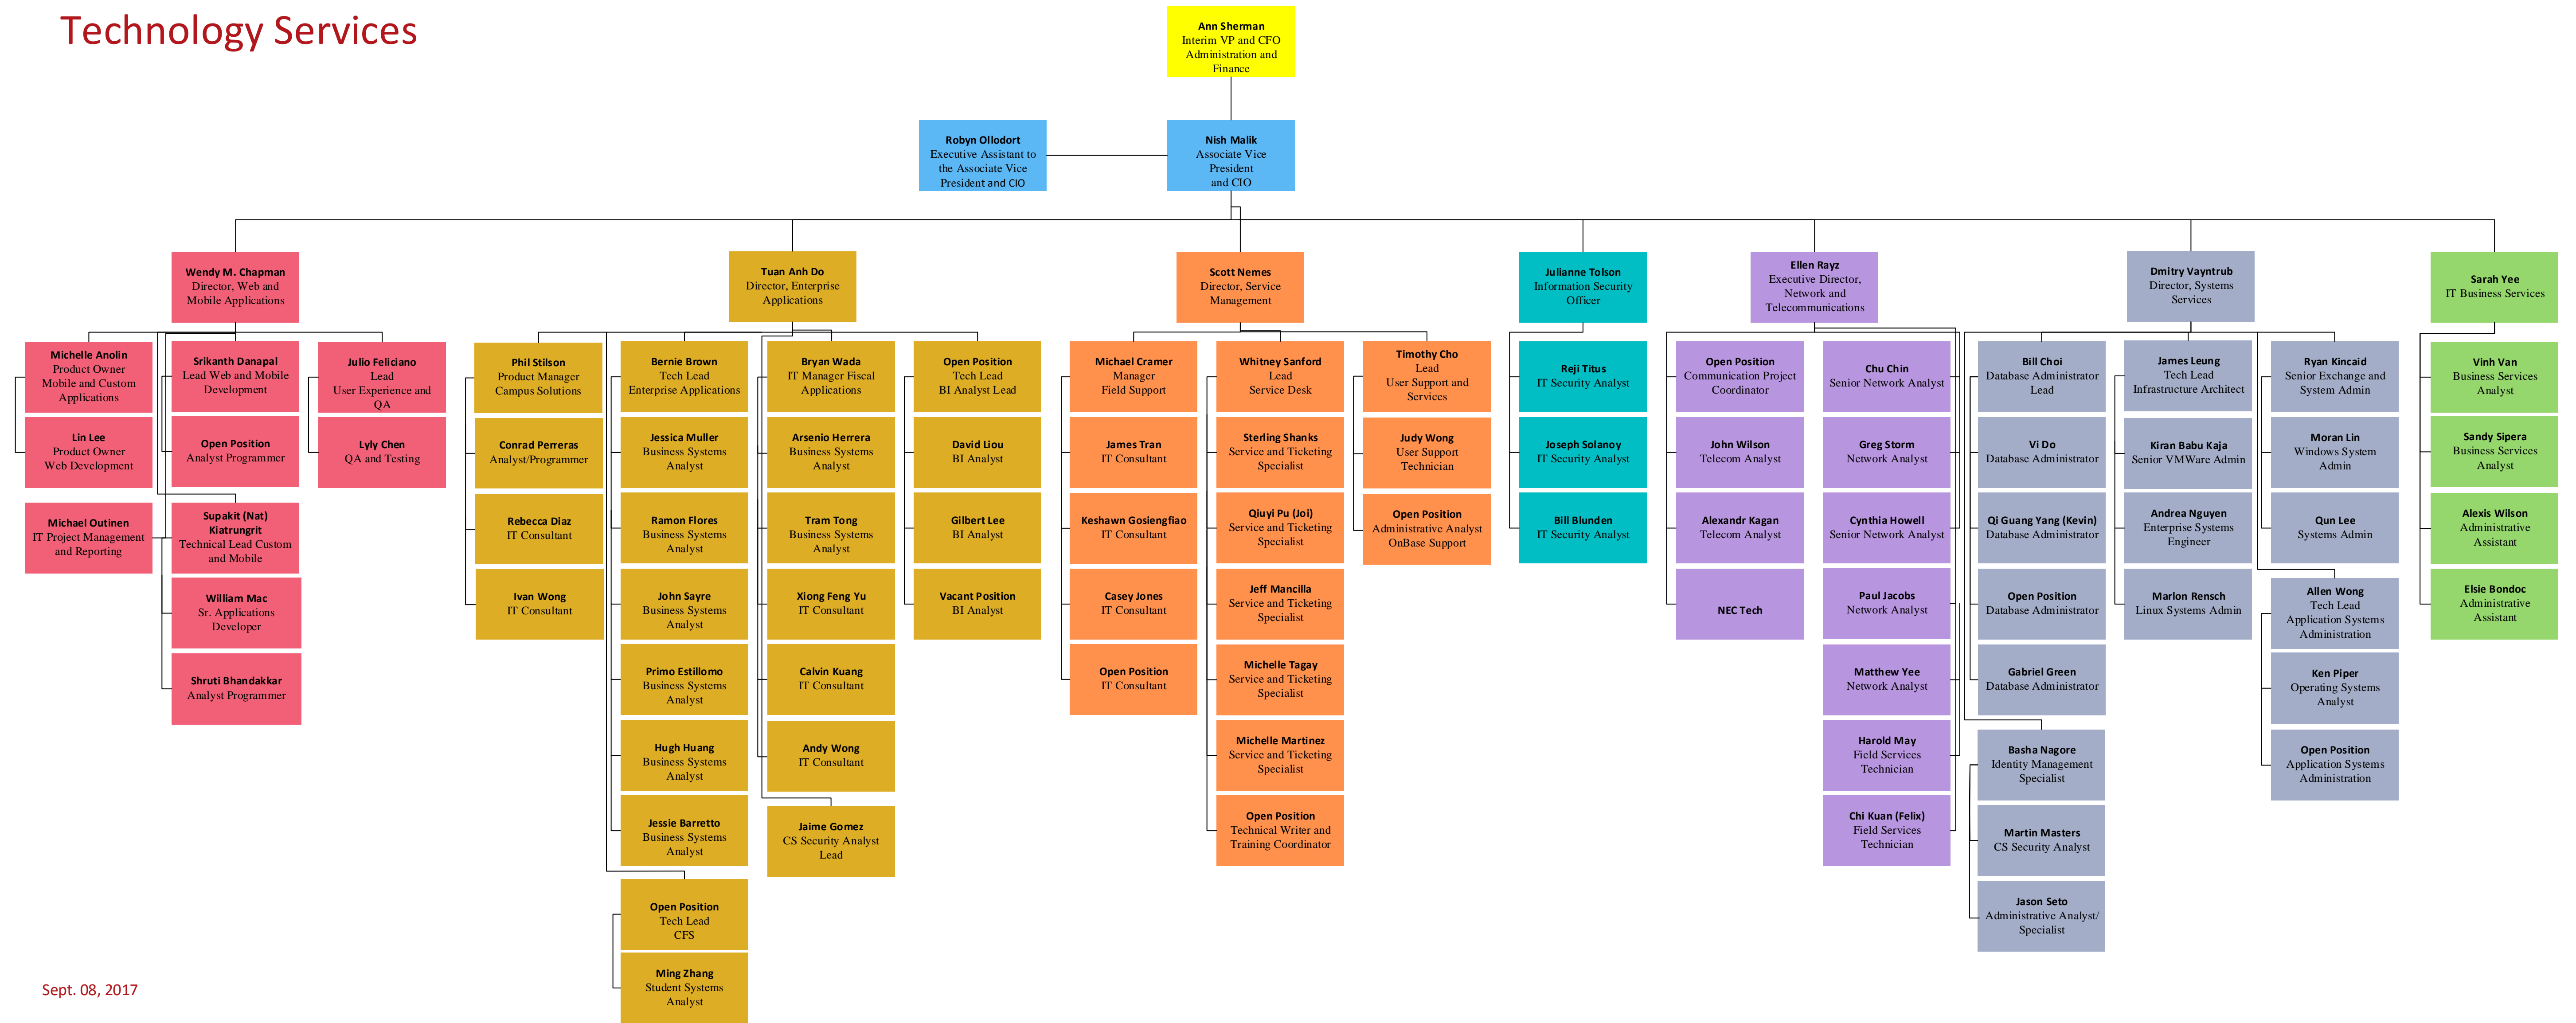 Technology Services
Ann Sherman
Interim VP and CFO
Administration and
Finance
Robyn Ollodort
Executive Assistant to
the Associate Vice
President and CIO
Nish Malik
Associate Vice
President
and CIO
Wendy M. Chapman
Director, Web and
Mobile Applications
Michelle Anolin
Product Owner
Mobile and Custom
Applications
Lin Lee
Product Owner
Web Development
Michael Outinen
IT Project Management
and Reporting
Srikanth Danapal
Lead Web and Mobile
Development
Open Position
Analyst Programmer
Supakit (Nat)
Kiatrungrit
Technical Lead Custom
and Mobile
William Mac
Sr. Applications
Developer
Shruti Bhandakkar
Analyst Programmer
Julio Feliciano
Lead
User Experience and
QA
Lyly Chen
QA and Testing
Tuan Anh Do
Director, Enterprise
Applications
Phil Stilson
Product Manager
Campus Solutions
Conrad Perreras
Analyst/Programmer
Rebecca Diaz
IT Consultant
Ivan Wong
IT Consultant
Bernie Brown
Tech Lead
Enterprise Applications
Jessica Muller
Business Systems
Analyst
Ramon Flores
Business Systems
Analyst
John Sayre
Business Systems
Analyst
Primo Estillomo
Business Systems
Analyst
Hugh Huang
Business Systems
Analyst
Jessie Barretto
Business Systems
Analyst
Open Position
Tech Lead
CFS
Ming Zhang
Student Systems
Analyst
Bryan Wada
IT Manager Fiscal
Applications
Arsenio Herrera
Business Systems
Analyst
Tram Tong
Business Systems
Analyst
Xiong Feng Yu
IT Consultant
Calvin Kuang
IT Consultant
Andy Wong
IT Consultant
Jaime Gomez
CS Security Analyst
Lead
Open Position
Tech Lead
BI Analyst Lead
David Liou
BI Analyst
Gilbert Lee
BI Analyst
Vacant Position
BI Analyst
Scott Nemes
Director, Service
Management
Michael Cramer
Manager
Field Support
James Tran
IT Consultant
Keshawn Gosiengfiao
IT Consultant
Casey Jones
IT Consultant
Open Position
IT Consultant
Whitney Sanford
Lead
Service Desk
Sterling Shanks
Service and Ticketing
Specialist
Qiuyi Pu (Joi)
Service and Ticketing
Specialist
Jeff Mancilla
Service and Ticketing
Specialist
Michelle Tagay
Service and Ticketing
Specialist
Michelle Martinez
Service and Ticketing
Specialist
Open Position
Technical Writer and
Training Coordinator
Timothy Cho
Lead
User Support and
Services
Judy Wong
User Support
Technician
Open Position
Administrative Analyst
OnBase Support
Julianne Tolson
Information Security
Officer
Reji Titus
IT Security Analyst
Joseph Solanoy
IT Security Analyst
Bill Blunden
IT Security Analyst
Ellen Rayz
Executive Director,
Network and
Telecommunications
Open Position
Communication Project
Coordinator
John Wilson
Telecom Analyst
Alexandr Kagan
Telecom Analyst
NEC Tech
Chu Chin
Senior Network Analyst
Greg Storm
Network Analyst
Cynthia Howell
Senior Network Analyst
Paul Jacobs
Network Analyst
Matthew Yee
Network Analyst
Harold May
Field Services
Technician
Chi Kuan (Felix)
Field Services
Technician
Dmitry Vayntrub
Director, Systems
Services
Bill Choi
Database Administrator
Lead
Vi Do
Database Administrator
Qi Guang Yang (Kevin)
Database Administrator
Open Position
Database Administrator
Gabriel Green
Database Administrator
Basha Nagore
Identity Management
Specialist
Martin Masters
CS Security Analyst
Jason Seto
Administrative Analyst/
Specialist
James Leung
Tech Lead
Infrastructure Architect
Kiran Babu Kaja
Senior VMWare Admin
Andrea Nguyen
Enterprise Systems
Engineer
Marlon Rensch
Linux Systems Admin
Ryan Kincaid
Senior Exchange and
System Admin
Moran Lin
Windows System
Admin
Qun Lee
Systems Admin
Allen Wong
Tech Lead
Application Systems
Administration
Ken Piper
Operating Systems
Analyst
Open Position
Application Systems
Administration
Sarah Yee
IT Business Services
Vinh Van
Business Services
Analyst
Sandy Sipera
Business Services
Analyst
Alexis Wilson
Administrative
Assistant
Elsie Bondoc
Administrative
Assistant
Sept. 08, 2017